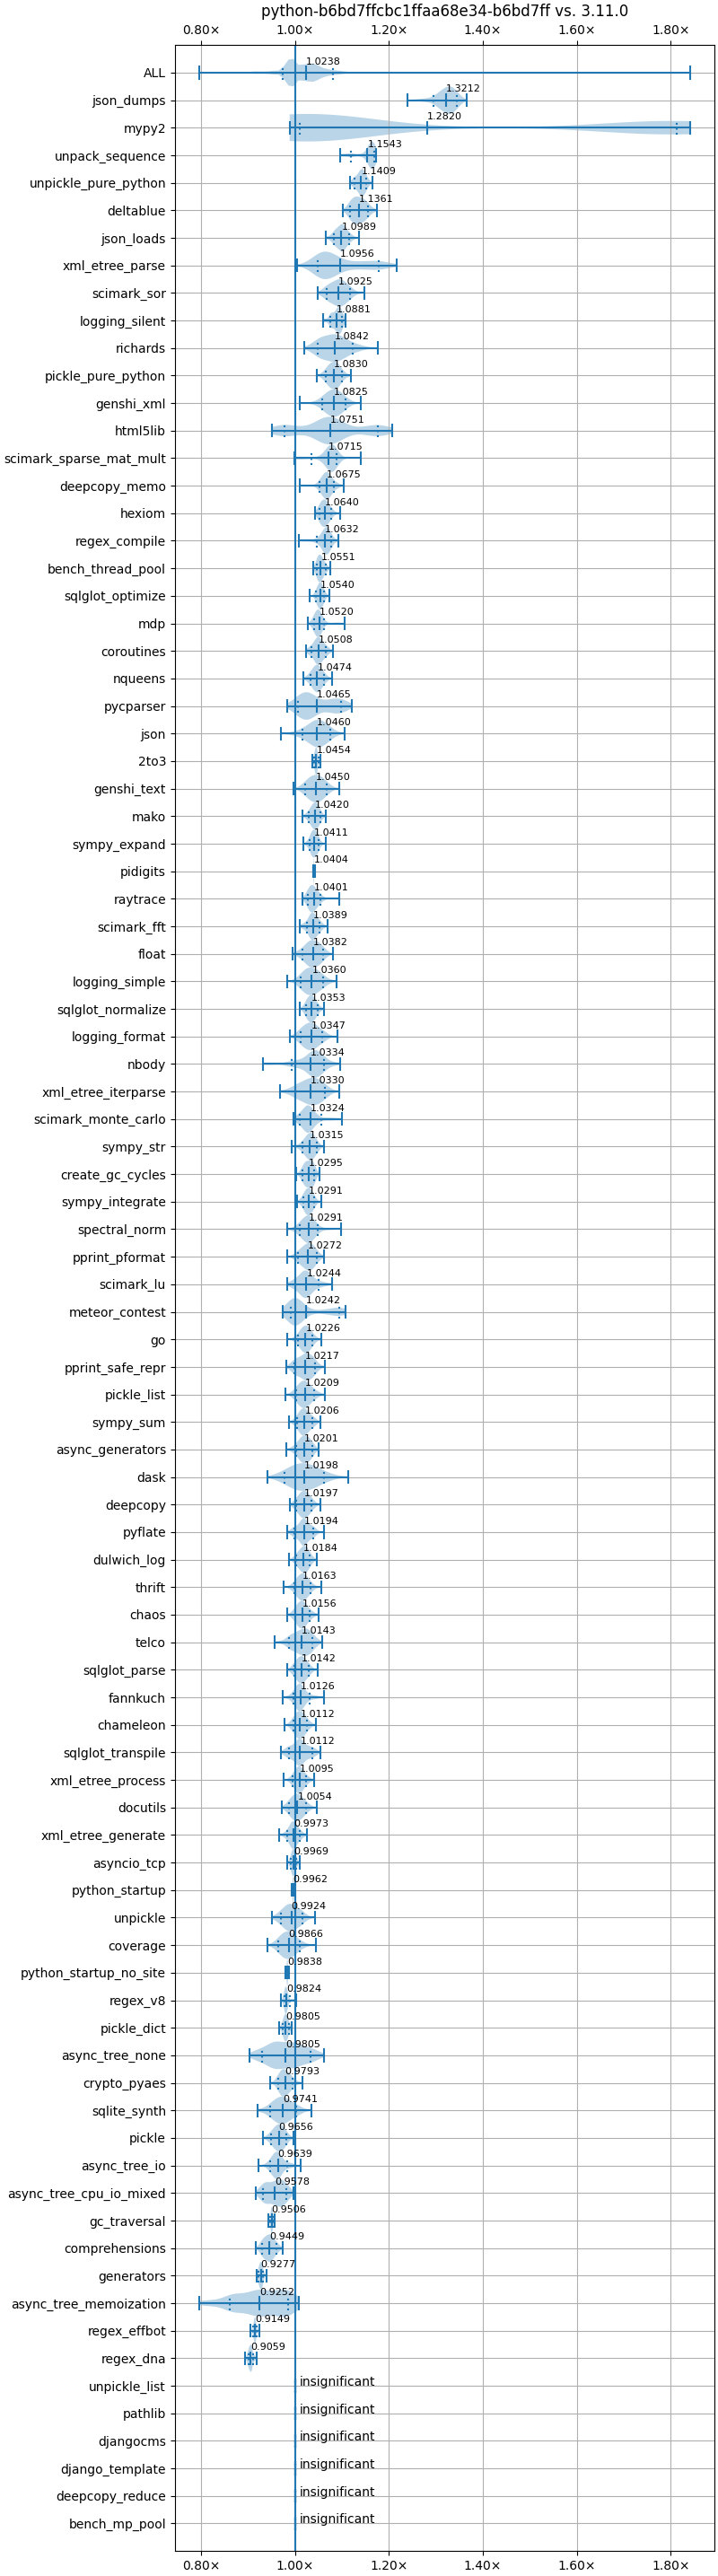 python-b6bd7ffcbc1ffaa68e34-b6bd7ff vs. 3.11.0
0.80× 1.00× 1.20× 1.40× 1.60× 1.80×
ALL 1.0238
json_dumps 1.3212
mypy2 1.2820
unpack_sequence 1.1543
unpickle_pure_python 1.1409
deltablue 1.1361
json_loads 1.0989
xml_etree_parse 1.0956
scimark_sor 1.0925
logging_silent 1.0881
richards 1.0842
pickle_pure_python 1.0830
genshi_xml 1.0825
html5lib 1.0751
scimark_sparse_mat_mult 1.0715
deepcopy_memo 1.0675
hexiom 1.0640
regex_compile 1.0632
bench_thread_pool 1.0551
sqlglot_optimize 1.0540
mdp 1.0520
coroutines 1.0508
nqueens 1.0474
pycparser 1.0465
json 1.0460
2to3 1.0454
genshi_text 1.0450
mako 1.0420
sympy_expand 1.0411
pidigits 1.0404
raytrace 1.0401
scimark_fft 1.0389
float 1.0382
logging_simple 1.0360
sqlglot_normalize 1.0353
logging_format 1.0347
nbody 1.0334
xml_etree_iterparse 1.0330
scimark_monte_carlo 1.0324
sympy_str 1.0315
create_gc_cycles 1.0295
sympy_integrate 1.0291
spectral_norm 1.0291
pprint_pformat 1.0272
scimark_lu 1.0244
meteor_contest 1.0242
go 1.0226
pprint_safe_repr 1.0217
pickle_list 1.0209
sympy_sum 1.0206
async_generators 1.0201
dask 1.0198
deepcopy 1.0197
pyflate 1.0194
dulwich_log 1.0184
thrift 1.0163
chaos 1.0156
telco 1.0143
sqlglot_parse 1.0142
fannkuch 1.0126
chameleon 1.0112
sqlglot_transpile 1.0112
xml_etree_process 1.0095
docutils 1.0054
xml_etree_generate 0.9973
asyncio_tcp 0.9969
python_startup 0.9962
unpickle 0.9924
coverage 0.9866
python_startup_no_site 0.9838
regex_v8 0.9824
pickle_dict 0.9805
async_tree_none 0.9805
crypto_pyaes 0.9793
sqlite_synth 0.9741
pickle 0.9656
async_tree_io 0.9639
async_tree_cpu_io_mixed 0.9578
gc_traversal 0.9506
comprehensions 0.9449
generators 0.9277
async_tree_memoization 0.9252
regex_effbot 0.9149
regex_dna 0.9059
unpickle_list insignificant
pathlib insignificant
djangocms insignificant
django_template insignificant
deepcopy_reduce insignificant
bench_mp_pool insignificant
0.80× 1.00× 1.20× 1.40× 1.60× 1.80×